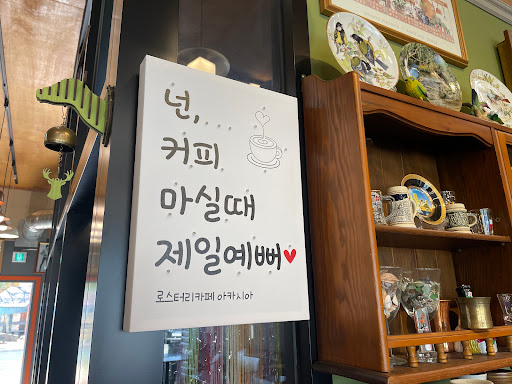 넌,....
커피
마실때
제일예뻐♥
로스터리카페 아카시아